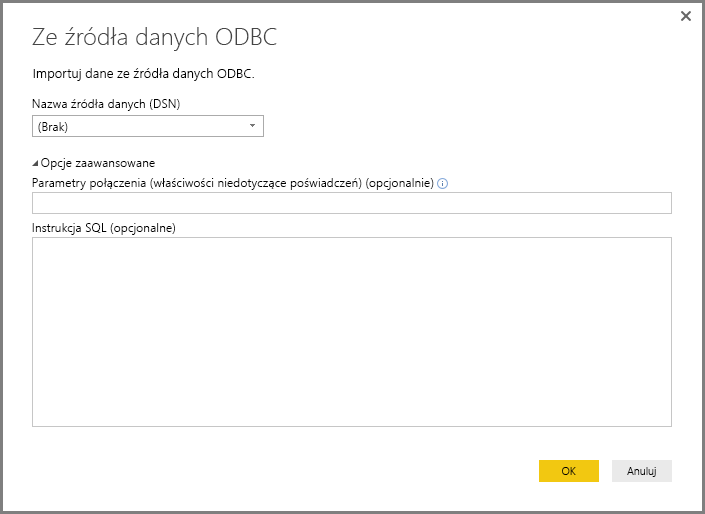 Ze źródła danych ODBC
Importuj dane ze źródła danych ODBC.
Nazwa źródła danych (DSN)
(Brak)
Opcje zaawansowane
Parametry połączenia (właściwości niedotyczące poświadczeń) (opcjonalnie)
Instrukcja SQL (opcjonalne)
OK
Anuluj